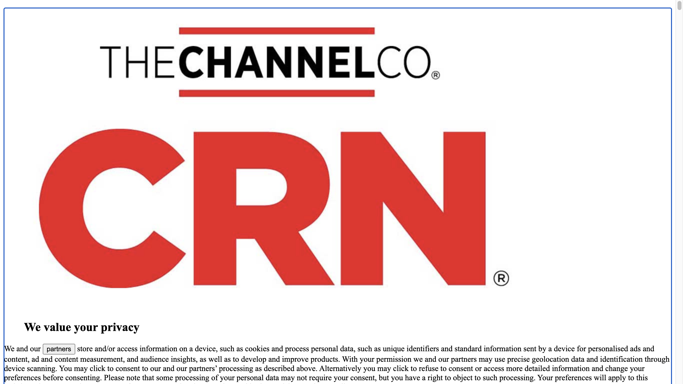 THECHANNELCO®
CRN®
We value your privacy
We and our partners store and/or access information on a device, such as cookies and process personal data, such as unique identifiers and standard information sent by a device for personalised ads and
content, ad and content measurement, and audience insights, as well as to develop and improve products. With your permission we and our partners may use precise geolocation data and identification through
device scanning. You may click to consent to our and our partners' processing as described above. Alternatively you may click to refuse to consent or access more detailed information and change your
preferences before consenting. Please note that some processing of your personal data may not require your consent, but you have a right to object to such processing. Your preferences will apply to this